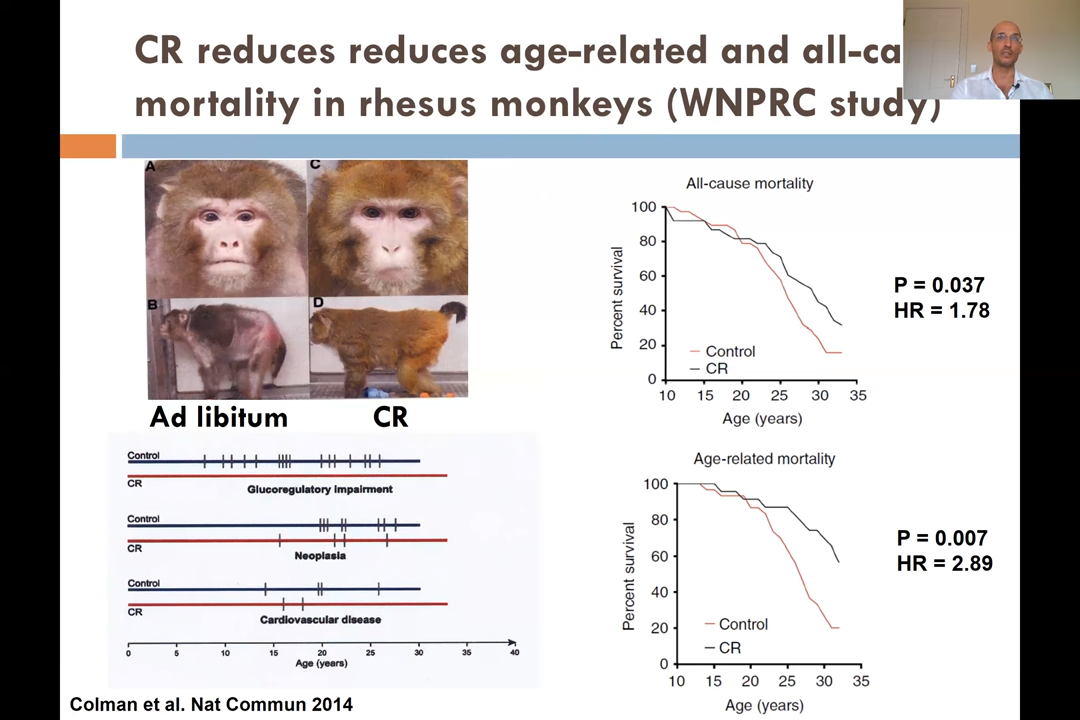 CR reduces reduces age-related and all-ca
mortality in rhesus monkeys (WNPRC study)
A
C
B
D
Ad libitum
CR
Control
CR
Glucoregulatory Impairment
Control
CR
Neoplasia
Control
CR
Cardiovascular disease
0 5 10 15 20 25 30 35 40
Age (years)
Colman et al. Nat Commun 2014
All-cause mortality
Percent survival
100
80
60
40
20
0
Control
CR
10 15 20 25 30 35
Age (years)
P = 0.037
HR = 1.78
Age-related mortality
Percent survival
100
80
60
40
20
0
Control
CR
10 15 20 25 30 35
Age (years)
P = 0.007
HR = 2.89